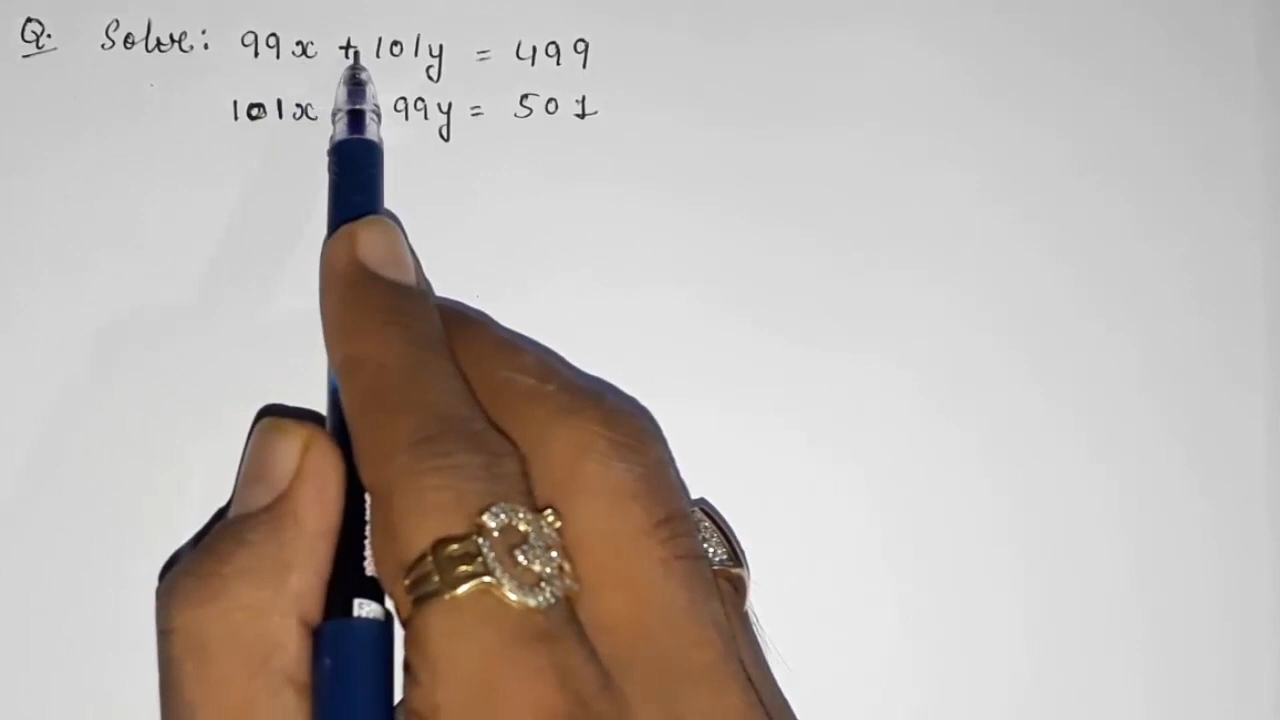 Q. Solve: 99x + 101y = 499
101x 99y = 501